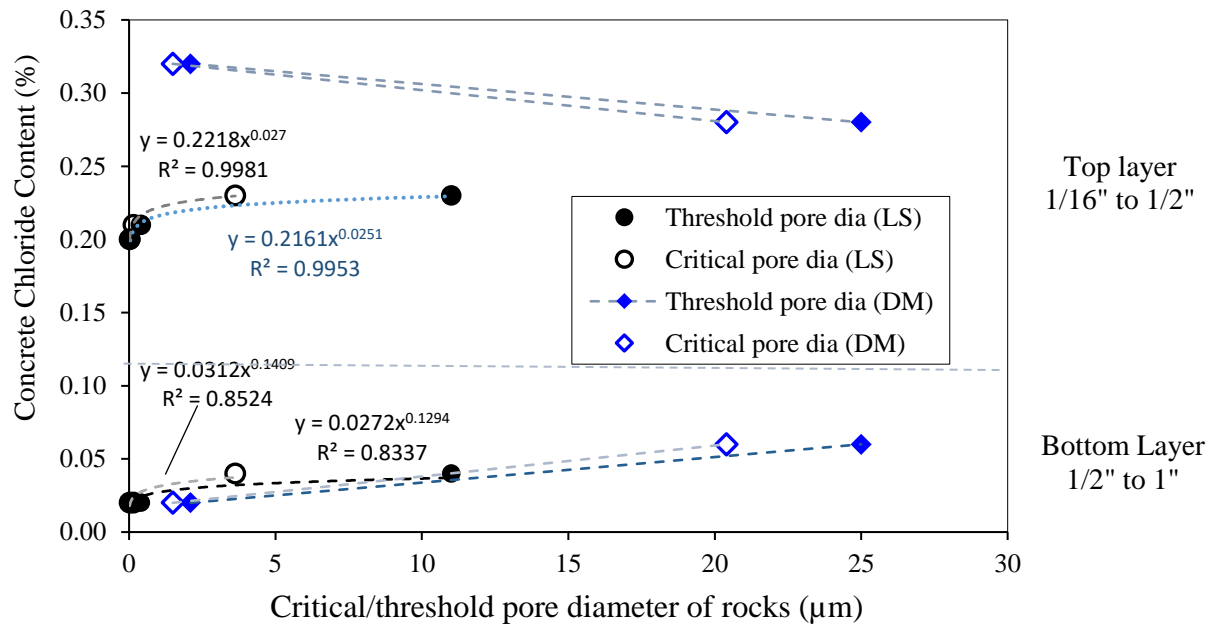 Concrete Chloride Content (%)
0.35
0.30
0.25
0.20
0.15
0.10
0.05
0.00
y = 0.2218x^0.027
R² = 0.9981
y = 0.2161x^0.0251
R² = 0.9953
y = 0.0312x^0.1409
R² = 0.8524
y = 0.0272x^0.1294
R² = 0.8337
Threshold pore dia (LS)
Critical pore dia (LS)
Threshold pore dia (DM)
Critical pore dia (DM)
Top layer
1/16" to 1/2"
Bottom Layer
1/2" to 1"
0 5 10 15 20 25 30
Critical/threshold pore diameter of rocks (μm)